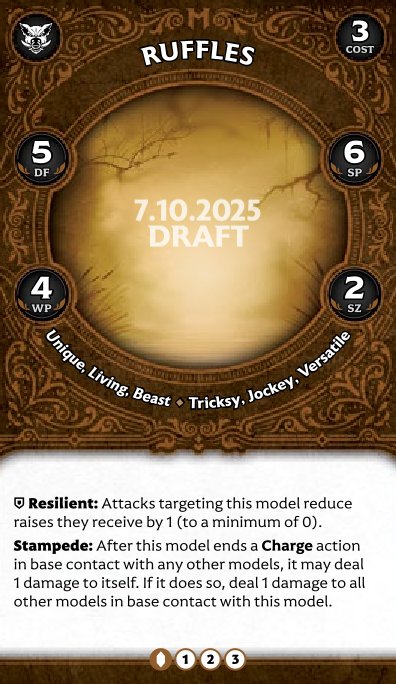 RUFFLES
3
COST
5
DF
6
SP
7.10.2025
DRAFT
4
WP
2
SZ
Unique, Living, Beast ◆ Tricksy, Jockey, Versatile
Resilient: Attacks targeting this model reduce
raises they receive by 1 (to a minimum of 0).
Stampede: After this model ends a Charge action
in base contact with any other models, it may deal
1 damage to itself. If it does so, deal 1 damage to all
other models in base contact with this model.
1 2 3